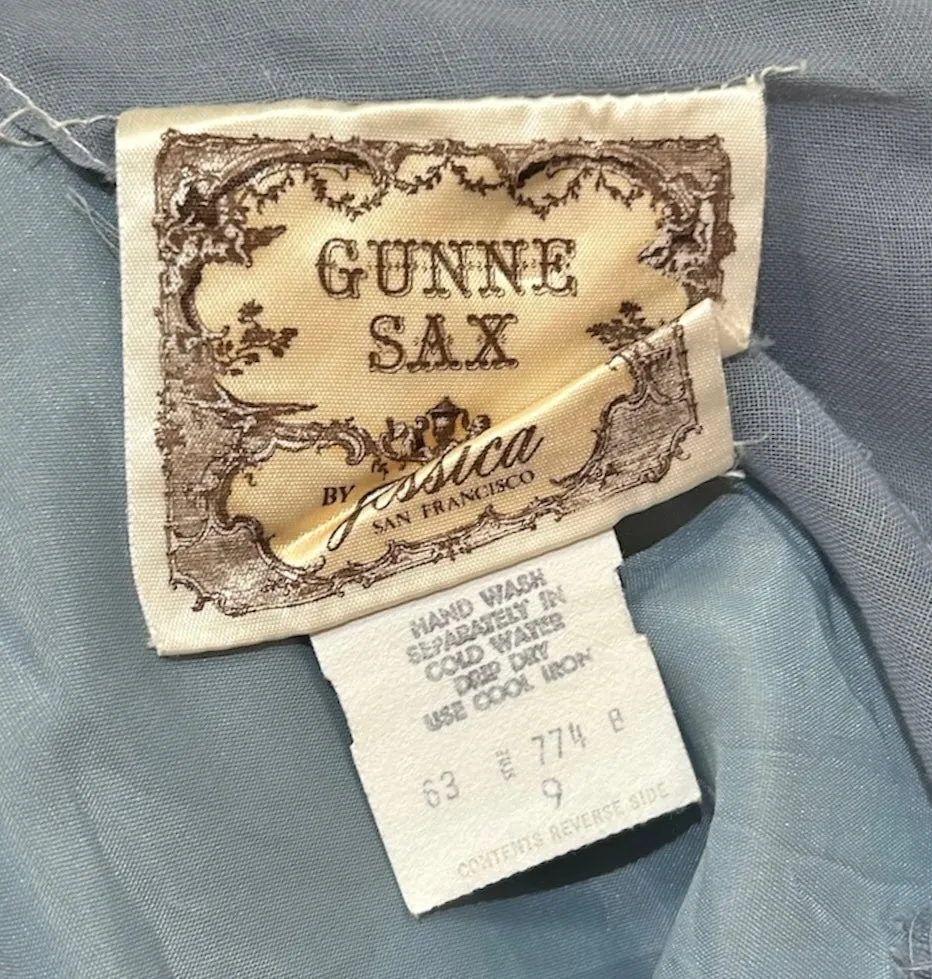 GUNNE
SAX
BY Jessica
SAN FRANCISCO
HAND WASH
SEPARATELY IN
COLD WATER
DRIP DRY
USE COOL IRON
63 774 B
9
CONTENTS REVERSE SIDE